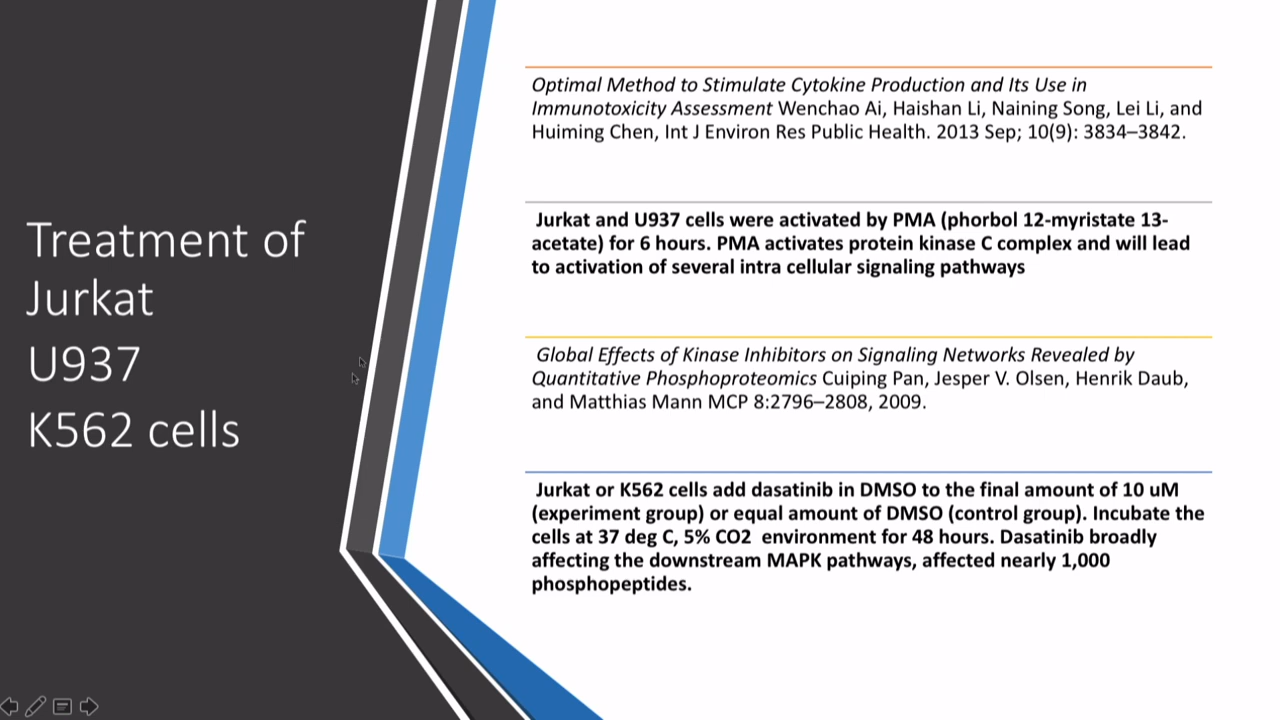 Treatment of
Jurkat
U937
K562 cells
Optimal Method to Stimulate Cytokine Production and Its Use in
Immunotoxicity Assessment Wenchao Ai, Haishan Li, Naining Song, Lei Li, and
Huiming Chen, Int J Environ Res Public Health. 2013 Sep; 10(9): 3834–3842.
Jurkat and U937 cells were activated by PMA (phorbol 12-myristate 13-
acetate) for 6 hours. PMA activates protein kinase C complex and will lead
to activation of several intra cellular signaling pathways
Global Effects of Kinase Inhibitors on Signaling Networks Revealed by
Quantitative Phosphoproteomics Cuiping Pan, Jesper V. Olsen, Henrik Daub,
and Matthias Mann MCP 8:2796–2808, 2009.
Jurkat or K562 cells add dasatinib in DMSO to the final amount of 10 uM
(experiment group) or equal amount of DMSO (control group). Incubate the
cells at 37 deg C, 5% CO2 environment for 48 hours. Dasatinib broadly
affecting the downstream MAPK pathways, affected nearly 1,000
phosphopeptides.